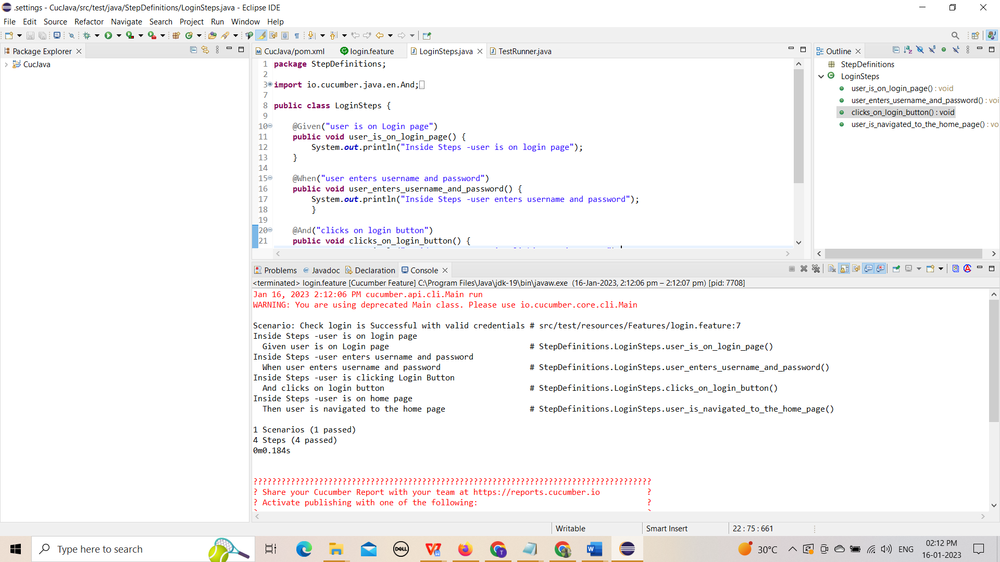 .settings - CucJava/src/test/java/StepDefinitions/LoginSteps.java - Eclipse IDE
File Edit Source Refactor Navigate Search Project Run Window Help
Package Explorer
CucJava
CucJava/pom.xml login.feature LoginSteps.java TestRunner.java
1 package StepDefinitions;
2
3 import io.cucumber.java.en.And;
7
8 public class LoginSteps {
9
10 @Given("user is on Login page")
11 public void user_is_on_login_page() {
12 System.out.println("Inside Steps -user is on login page");
13 }
14
15 @When("user enters username and password")
16 public void user_enters_username_and_password() {
17 System.out.println("Inside Steps -user enters username and password");
18 }
19
20 @And("clicks on login button")
21 public void clicks_on_login_button() {
Outline
StepDefinitions
LoginSteps
user_is_on_login_page() : void
user_enters_username_and_password() : voi
clicks_on_login_button() : void
user_is_navigated_to_the_home_page() : vo
Problems Javadoc Declaration Console
<terminated> login.feature [Cucumber Feature] C:\Program Files\Java\jdk-19\bin\javaw.exe (16-Jan-2023, 2:12:06 pm – 2:12:07 pm) [pid: 7708]
Jan 16, 2023 2:12:06 PM cucumber.api.cli.Main run
WARNING: You are using deprecated Main class. Please use io.cucumber.core.cli.Main
Scenario: Check login is Successful with valid credentials # src/test/resources/Features/login.feature:7
Inside Steps -user is on login page
Given user is on Login page # StepDefinitions.LoginSteps.user_is_on_login_page()
Inside Steps -user enters username and password
When user enters username and password # StepDefinitions.LoginSteps.user_enters_username_and_password()
Inside Steps -user is clicking Login Button
And clicks on login button # StepDefinitions.LoginSteps.clicks_on_login_button()
Inside Steps -user is on home page
Then user is navigated to the home page # StepDefinitions.LoginSteps.user_is_navigated_to_the_home_page()
1 Scenarios (1 passed)
4 Steps (4 passed)
0m0.184s
?????????????????????????????????????????????????????????????????????????????????????
? Share your Cucumber Report with your team at https://reports.cucumber.io ?
? Activate publishing with one of the following: ?
Writable Smart Insert 22 : 75 : 661
Type here to search
DELL
30°C
ENG
02:12 PM
16-01-2023